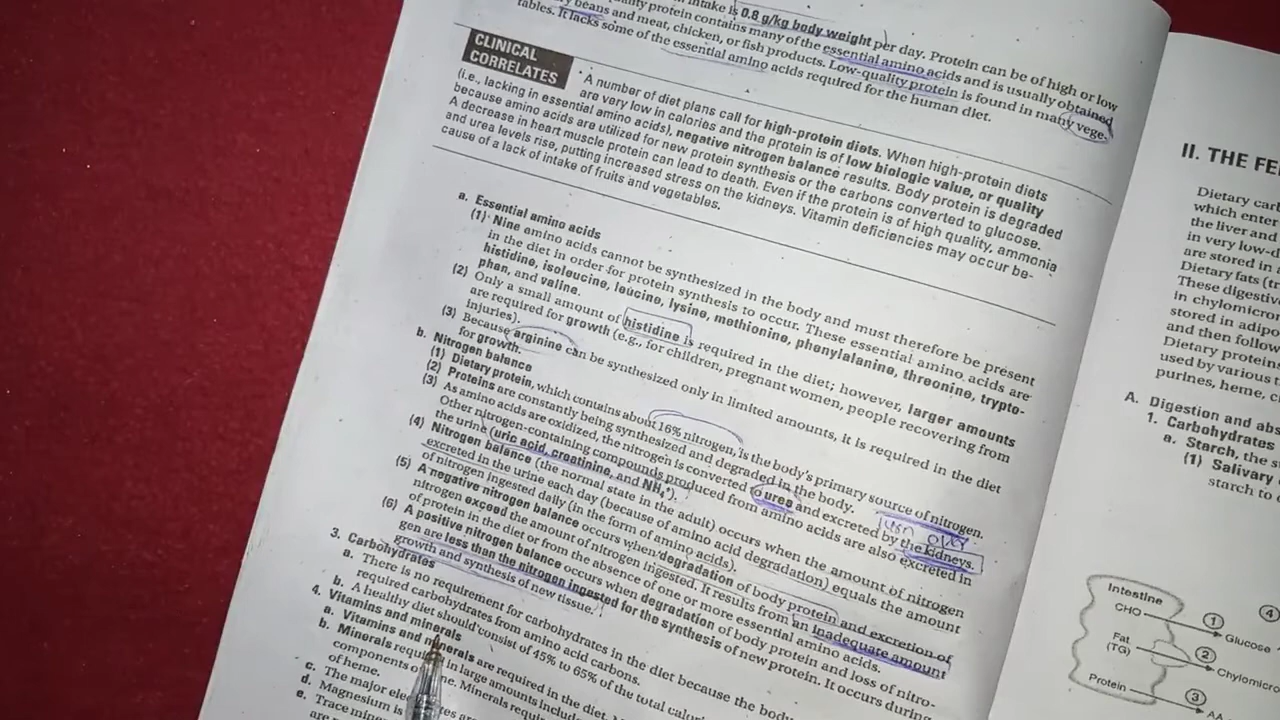 intake is 0.8 g/kg body weight per day. Protein can be of high or low
protein contains many of the essential amino acids and is usually obtained
beans and meat, chicken, or fish products. Low-quality protein is found in many vege-
tables. It lacks some of the essential amino acids required for the human diet.
CLINICAL
CORRELATES
A number of diet plans call for high-protein diets. When high-protein diets
are very low in calories and the protein is of low biologic value, or quality
(i.e., lacking in essential amino acids), negative nitrogen balance results. Body protein is degraded
because amino acids are utilized for new protein synthesis or the carbons converted to glucose.
A decrease in heart muscle protein can lead to death. Even if the protein is of high quality, ammonia
and urea levels rise, putting increased stress on the kidneys. Vitamin deficiencies may occur be-
cause of a lack of intake of fruits and vegetables.
a. Essential amino acids
(1) Nine amino acids cannot be synthesized in the body and must therefore be present
in the diet in order for protein synthesis to occur. These essential amino acids are
histidine, isoleucine, leucine, lysine, methionine, phenylalanine, threonine, trypto-
phan, and valine.
(2) Only a small amount of histidine is required in the diet; however, larger amounts
are required for growth (e.g., for children, pregnant women, people recovering from
injuries).
(3) Because arginine can be synthesized only in limited amounts, it is required in the diet
for growth.
b. Nitrogen balance
(1) Dietary protein, which contains about 16% nitrogen, is the body's primary source of nitrogen.
(2) Proteins are constantly being synthesized and degraded in the body.
(3) As amino acids are oxidized, the nitrogen is converted to urea and excreted by the kidneys.
Other nitrogen-containing compounds produced from amino acids are also excreted in
the urine (uric acid, creatinine, and NH₄⁺).
(4) Nitrogen balance (the normal state in the adult) occurs when the amount of nitrogen
excreted in the urine each day (because of amino acid degradation) equals the amount
of nitrogen ingested daily (in the form of amino acids).
(5) A negative nitrogen balance occurs when degradation of body protein and excretion of
nitrogen exceed the amount of nitrogen ingested. It results from an inadequate amount
of protein in the diet or from the absence of one or more essential amino acids.
(6) A positive nitrogen balance occurs when degradation of body protein and loss of nitro-
gen are less than the nitrogen ingested for the synthesis of new protein. It occurs during
growth and synthesis of new tissue.
3. Carbohydrates
a. There is no requirement for carbohydrates in the diet because the body
required carbohydrates from amino acid carbons.
b. A healthy diet should consist of 45% to 65% of the total
4. Vitamins and minerals
a. Vitamins and minerals are required in the diet.
b. Minerals required in large amounts include
components of Minerals
of heme.
c. The major
d. Magnesium is
e. Trace
are
II. THE
Dietary
which enter
the liver and
in very
are stored in
Dietary fats
These
in
stored in
and then follow
Dietary proteins
used by various
purines, heme,
A. Digestion and
1. Carbohydrates
a. Starch, the
(1) Salivary
starch to
Intestine
CHO
1
Glucose
4
Fat
(TG)
2
Protein
3
AA